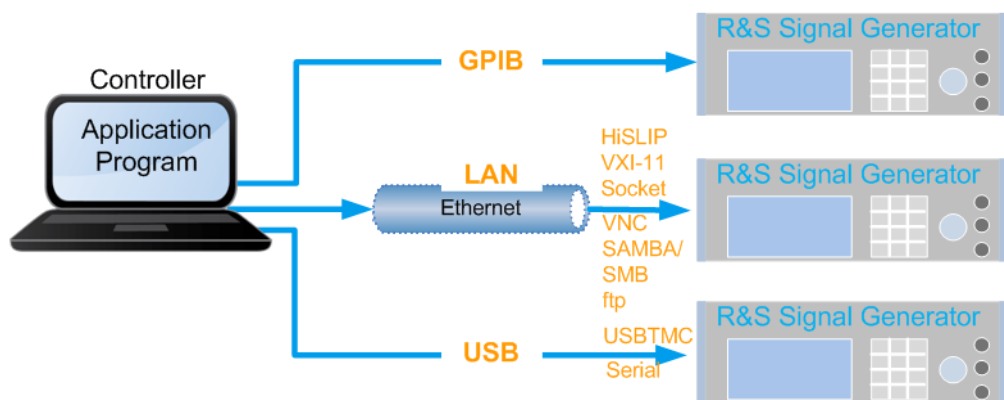 Controller
Application
Program
GPIB
R&S Signal Generator
LAN
Ethernet
HiSLIP
VXI-11
Socket
VNC
SAMBA/
SMB
ftp
R&S Signal Generator
USB
USBTMC
Serial
R&S Signal Generator